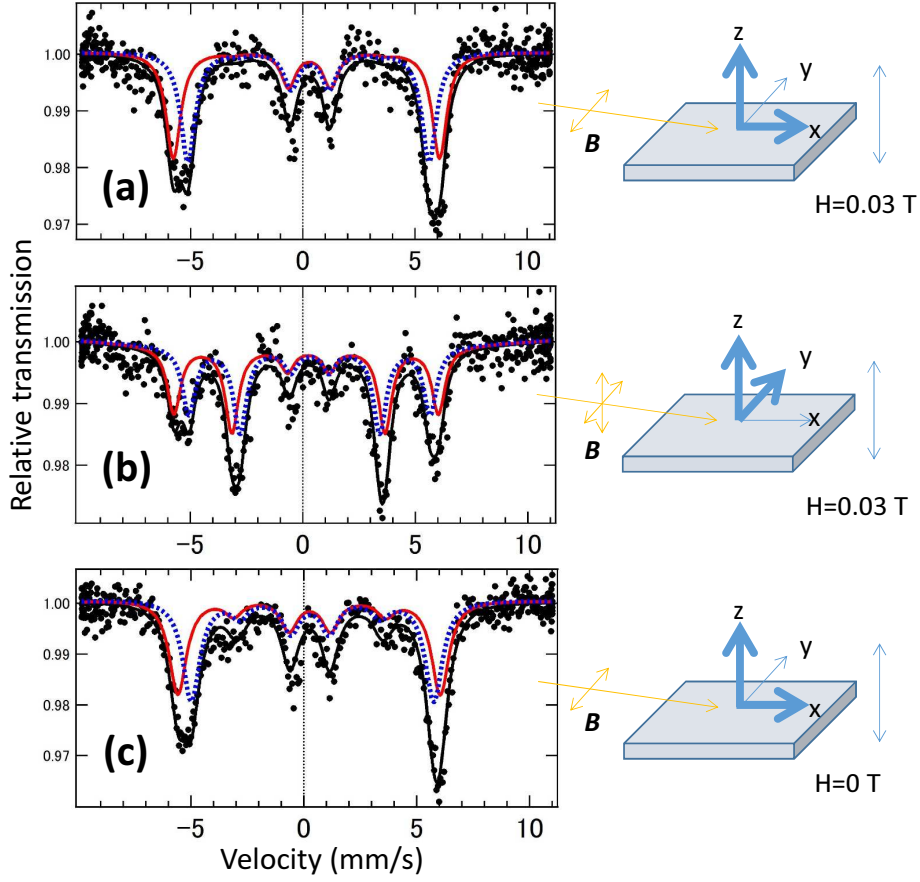 Relative transmission
1.00
0.99
0.98
0.97
(a)
−5
0
5
10
z
y
x
B
H=0.03 T
1.00
0.99
0.98
(b)
−5
0
5
10
z
y
x
B
H=0.03 T
1.00
0.99
0.98
0.97
(c)
−5
0
5
10
Velocity (mm/s)
z
y
x
B
H=0 T